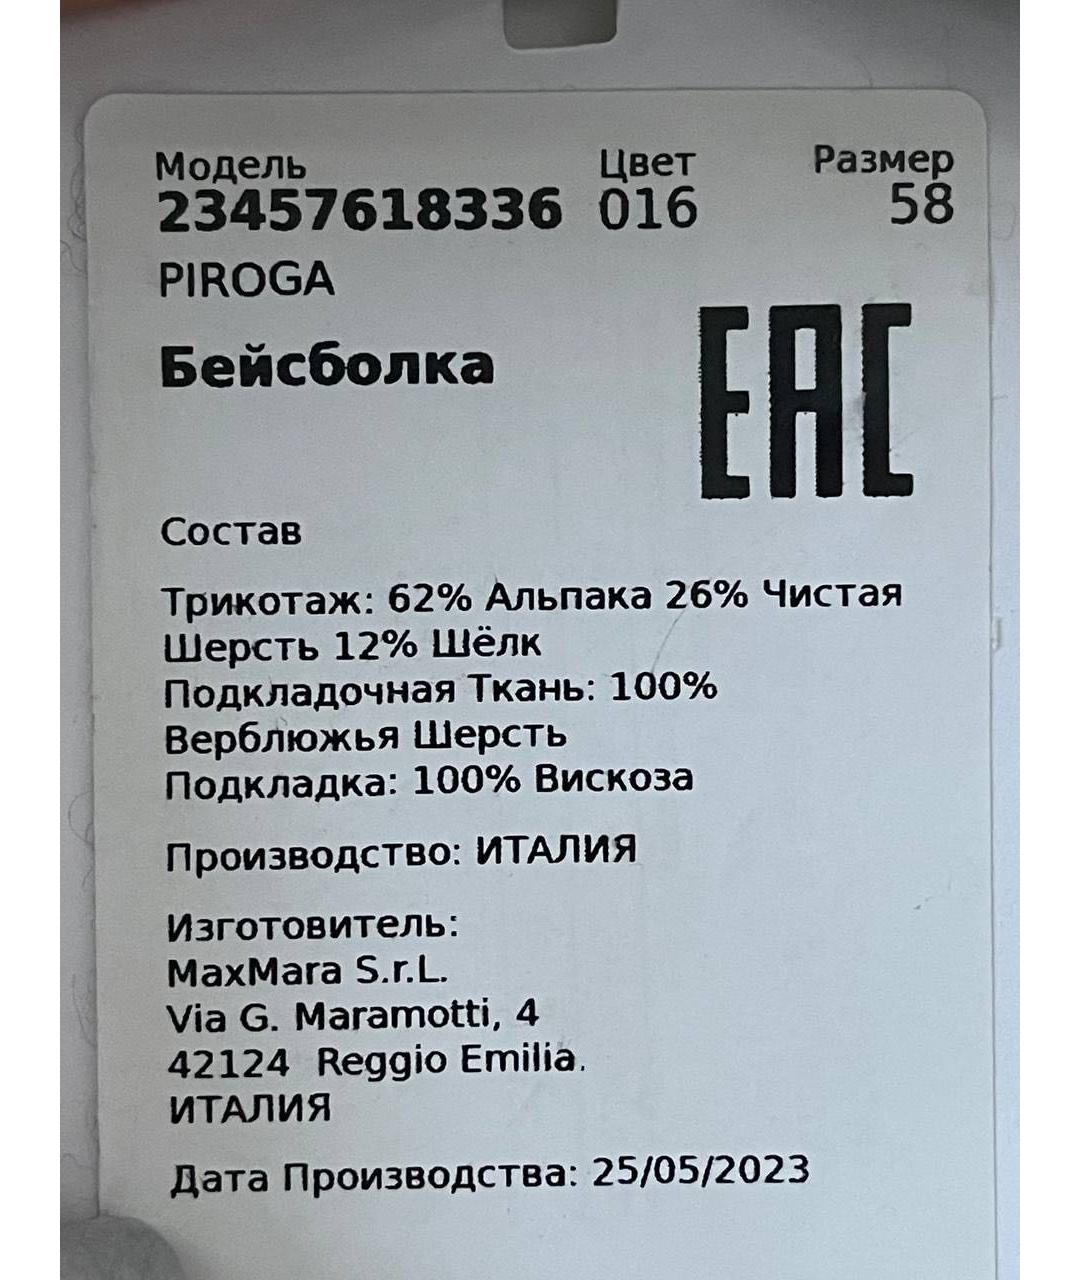 Модель Цвет Размер
23457618336 016 58
PIROGA
Бейсболка
EAC
Состав
Трикотаж: 62% Альпака 26% Чистая
Шерсть 12% Шёлк
Подкладочная Ткань: 100%
Верблюжья Шерсть
Подкладка: 100% Вискоза
Производство: ИТАЛИЯ
Изготовитель:
MaxMara S.r.L.
Via G. Maramotti, 4
42124 Reggio Emilia.
ИТАЛИЯ
Дата Производства: 25/05/2023